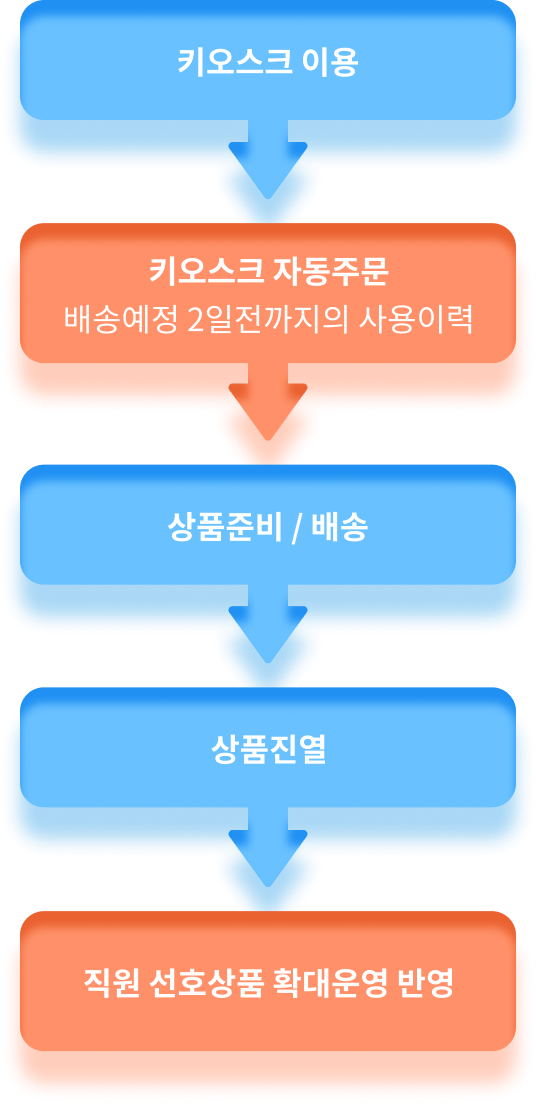 키오스크 이용
키오스크 자동주문
배송예정 2일전까지의 사용이력
상품준비 / 배송
상품진열
직원 선호상품 확대운영 반영